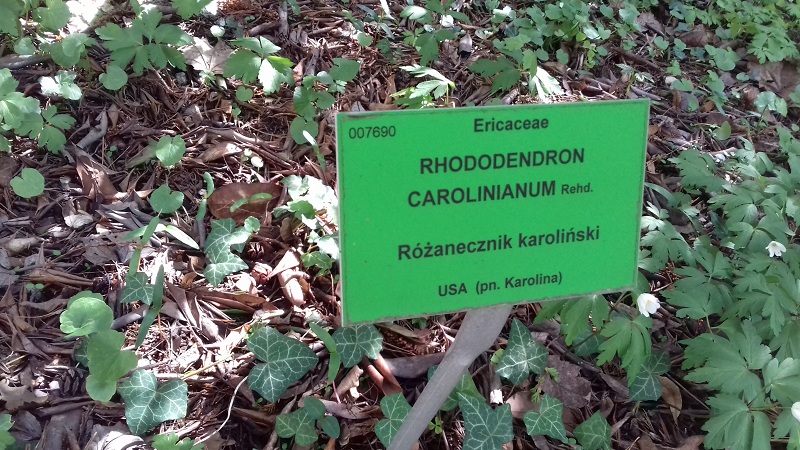 007690 Ericaceae
RHODODENDRON
CAROLINIANUM Rehd.
Różanecznik karoliński
USA (pn. Karolina)